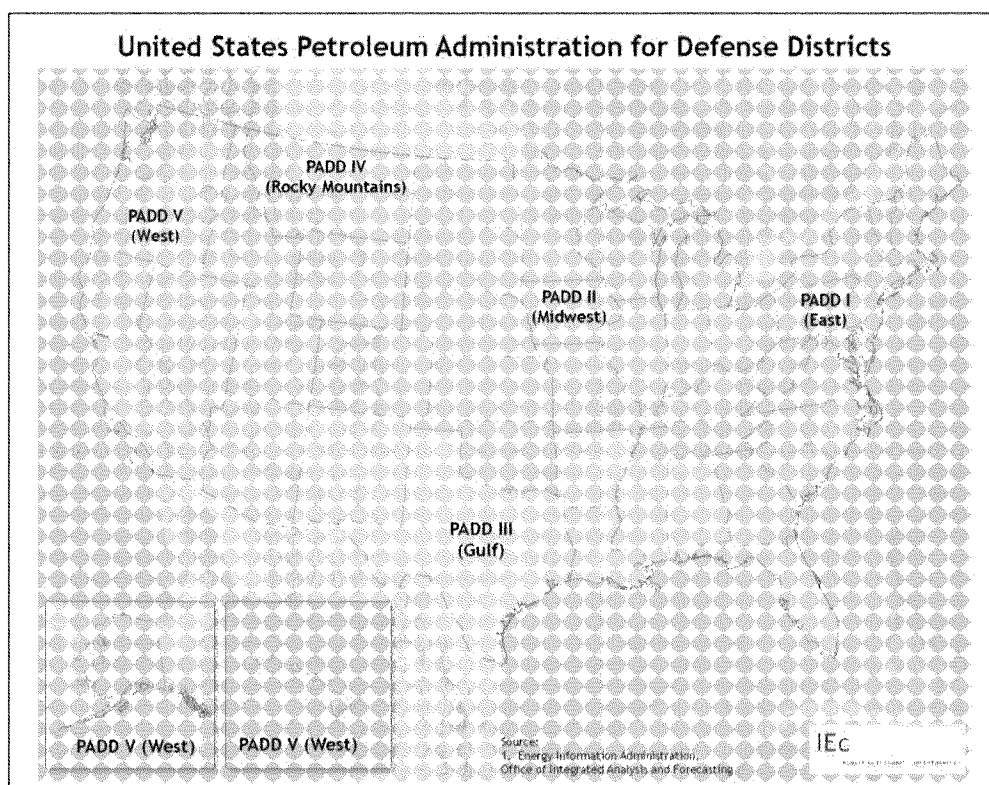 United States Petroleum Administration for Defense Districts
PADD IV
(Rocky Mountains)
PADD V
(West)
PADD II
(Midwest)
PADD I
(East)
PADD III
(Gulf)
PADD V (West)
PADD V (West)
Source:
1. Energy Information Administration,
Office of Integrated Analysis and Forecasting
IEc